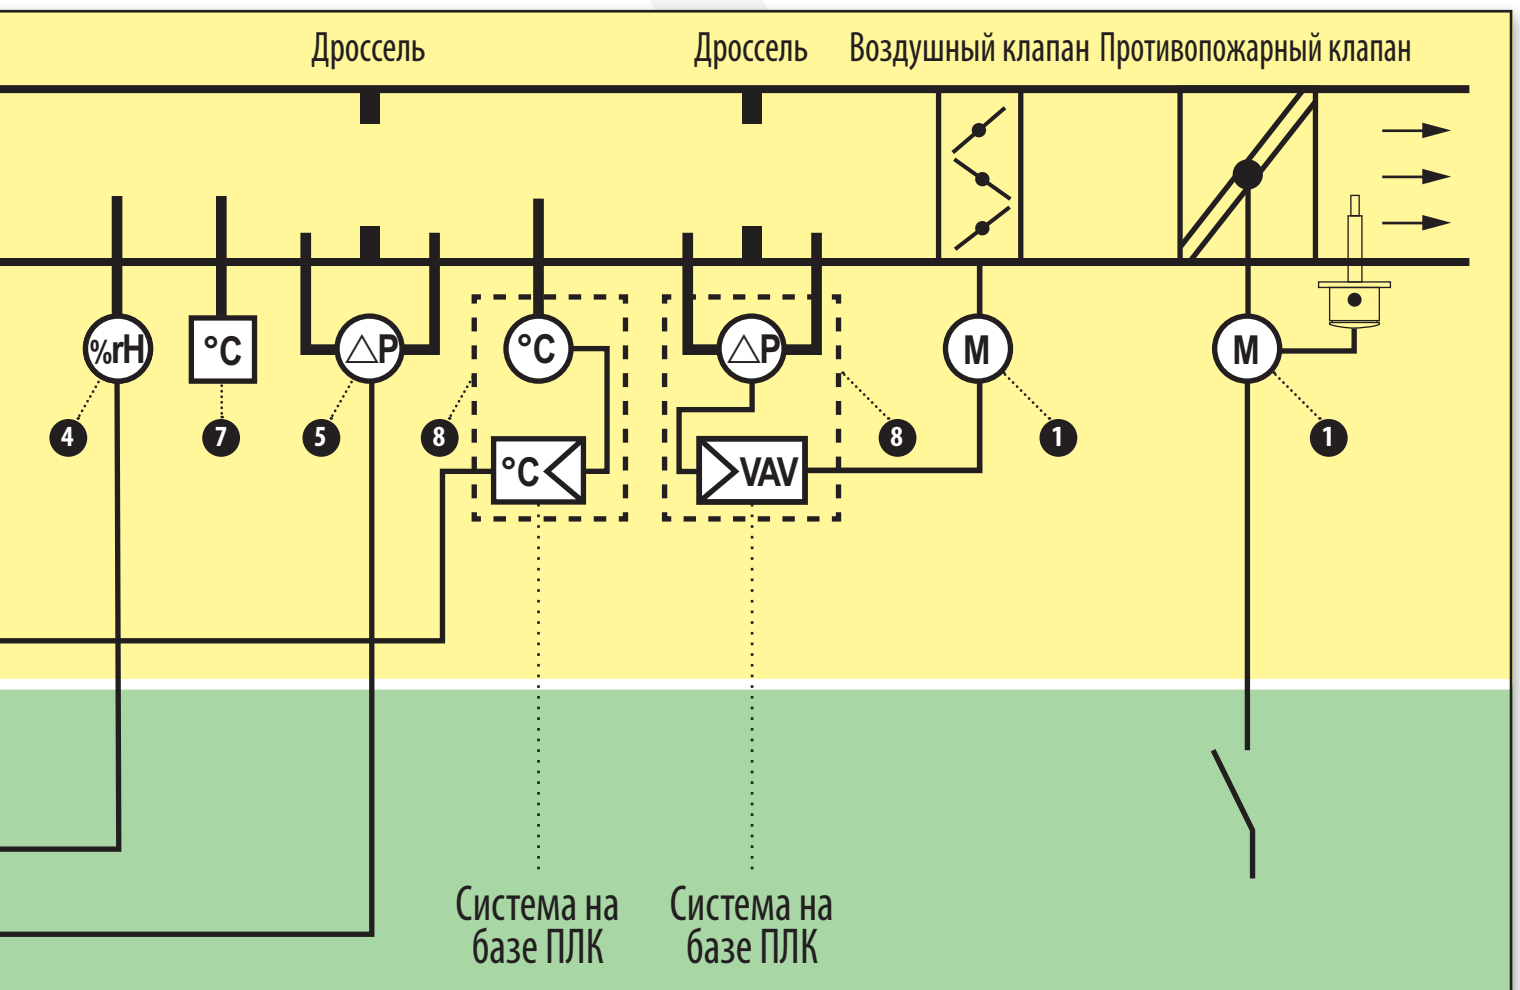 Дроссель
Дроссель
Воздушный клапан
Противопожарный клапан
%rH
°C
△P
°C
△P
M
M
4
7
5
8
8
1
1
°C
VAV
Система на
базе ПЛК
Система на
базе ПЛК